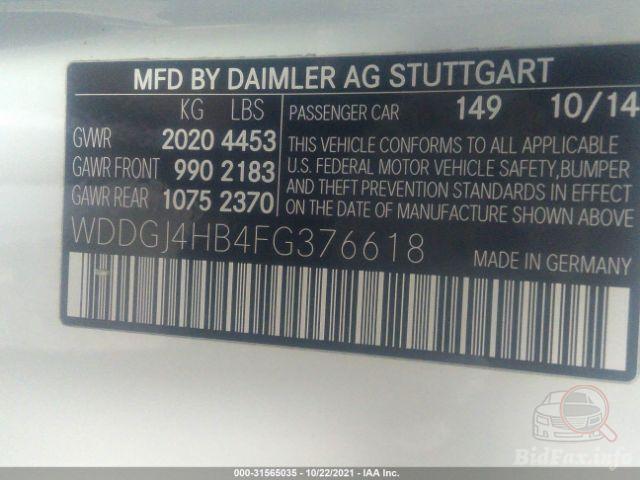 MFD BY DAIMLER AG STUTTGART
KG LBS PASSENGER CAR 149 10/14
GVWR 2020 4453
GAWR FRONT 990 2183
GAWR REAR 1075 2370
THIS VEHICLE CONFORMS TO ALL APPLICABLE
U.S. FEDERAL MOTOR VEHICLE SAFETY,BUMPER
AND THEFT PREVENTION STANDARDS IN EFFECT
ON THE DATE OF MANUFACTURE SHOWN ABOVE
WDDGJ4HB4FG376618 MADE IN GERMANY
BidFax.info
000-31565035 - 10/22/2021 - IAA Inc.